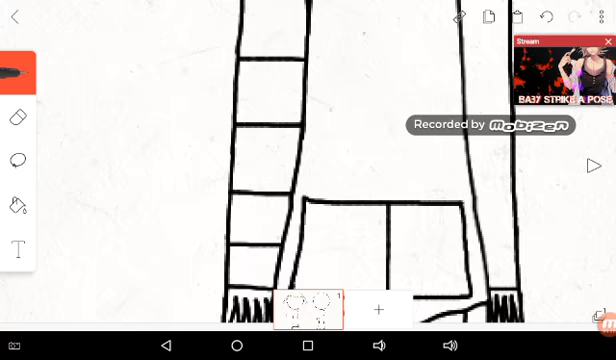 Stream
BA37 STRIKE A POSE
Recorded by mobizen
T
1